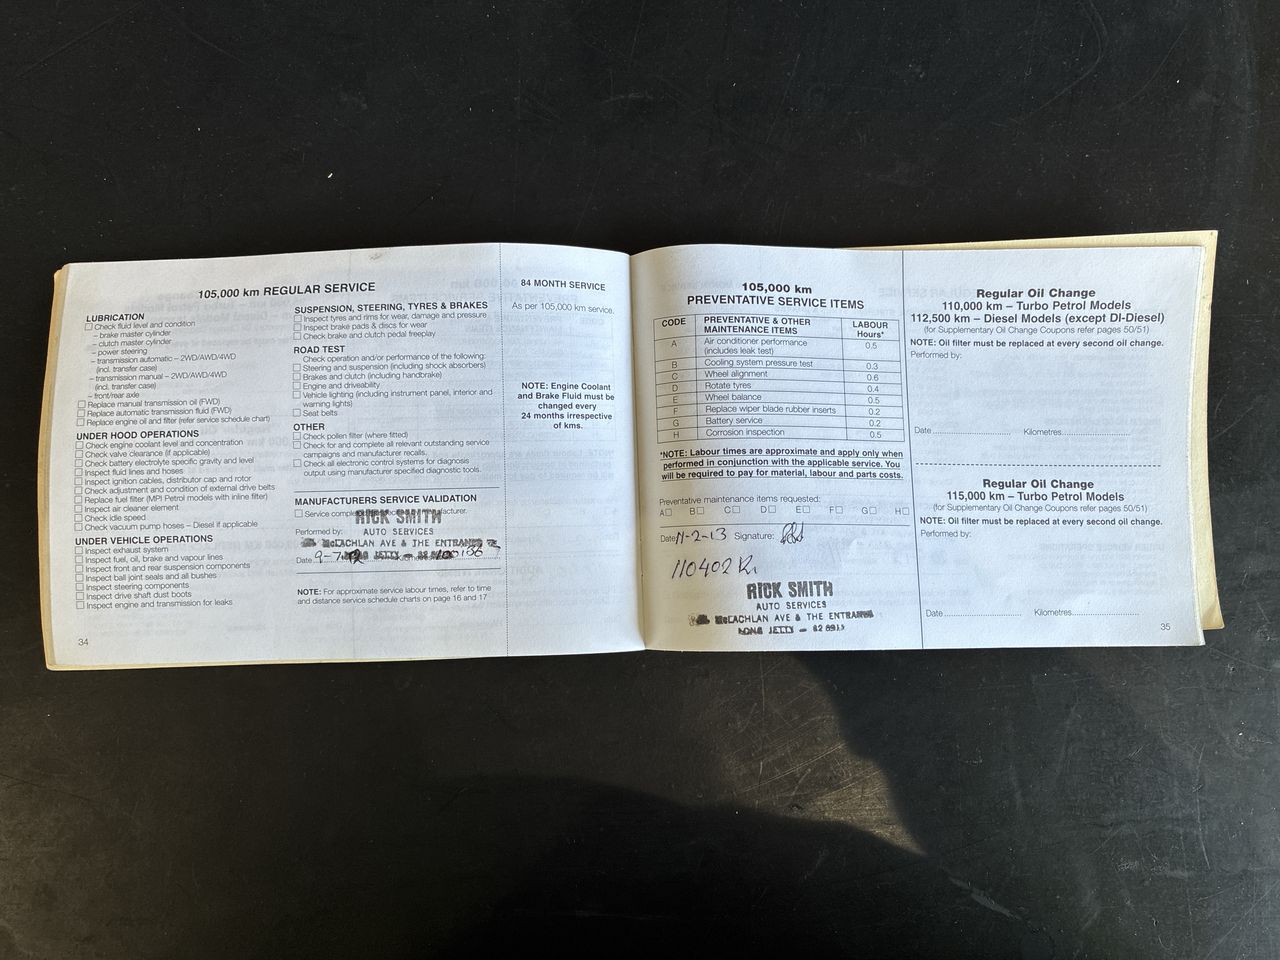 105,000 km REGULAR SERVICE
LUBRICATION
Check fluid level and condition
– brake master cylinder
– clutch master cylinder
– power steering
– transmission automatic – 2WD/AWD/4WD
(incl. transfer case)
– transmission manual – 2WD/AWD/4WD
(incl. transfer case)
– front/rear axle
Replace manual transmission oil (FWD)
Replace automatic transmission fluid (FWD)
Replace engine oil and filter (refer service schedule chart)
UNDER HOOD OPERATIONS
Check engine coolant level and concentration
Check valve clearance (if applicable)
Check battery electrolyte specific gravity and level
Inspect fluid lines and hoses
Inspect ignition cables, distributor cap and rotor
Check adjustment and condition of external drive belts
Replace fuel filter (MPI Petrol models with inline filter)
Inspect air cleaner element
Check idle speed
Check vacuum pump hoses – Diesel if applicable
UNDER VEHICLE OPERATIONS
Inspect exhaust system
Inspect fuel, oil, brake and vapour lines
Inspect front and rear suspension components
Inspect ball joint seals and all bushes
Inspect steering components
Inspect drive shaft dust boots
Inspect engine and transmission for leaks
34
SUSPENSION, STEERING, TYRES & BRAKES
Inspect tyres and rims for wear, damage and pressure
Inspect brake pads & discs for wear
Check brake and clutch pedal freeplay
ROAD TEST
Check operation and/or performance of the following:
Steering and suspension (including shock absorbers)
Brakes and clutch (including handbrake)
Engine and driveability
Vehicle lighting (including instrument panel, interior and
warning lights)
Seat belts
OTHER
Check pollen filter (where fitted)
Check for and complete all relevant outstanding service
campaigns and manufacturer recalls.
Check all electronic control systems for diagnosis
output using manufacturer specified diagnostic tools.
MANUFACTURERS SERVICE VALIDATION
Service
RICK SMITH
Performed by:
AUTO SERVICES
McLACHLAN AVE & THE ENTRANCE
Date 9-7-12
NOTE: For approximate service labour times, refer to time
and distance service schedule charts on page 16 and 17
84 MONTH SERVICE
As per 105,000 km service.
NOTE: Engine Coolant
and Brake Fluid must be
changed every
24 months irrespective
of kms.
105,000 km
PREVENTATIVE SERVICE ITEMS
CODE PREVENTATIVE & OTHER MAINTENANCE ITEMS LABOUR Hours*
A Air conditioner performance (includes leak test) 0.5
B Cooling system pressure test 0.3
C Wheel alignment 0.6
D Rotate tyres 0.4
E Wheel balance 0.5
F Replace wiper blade rubber inserts 0.2
G Battery service 0.2
H Corrosion inspection 0.5
*NOTE: Labour times are approximate and apply only when
performed in conjunction with the applicable service. You
will be required to pay for material, labour and parts costs.
Preventative maintenance items requested:
A B C D E F G H
Date 11-2-13 Signature:
110402 K
RICK SMITH
AUTO SERVICES
McLACHLAN AVE & THE ENTRANCE
LONG JETTY –
Regular Oil Change
110,000 km – Turbo Petrol Models
112,500 km – Diesel Models (except DI-Diesel)
(for Supplementary Oil Change Coupons refer pages 50/51)
NOTE: Oil filter must be replaced at every second oil change.
Performed by:
Date Kilometres
Regular Oil Change
115,000 km – Turbo Petrol Models
(for Supplementary Oil Change Coupons refer pages 50/51)
NOTE: Oil filter must be replaced at every second oil change.
Performed by:
Date Kilometres
35